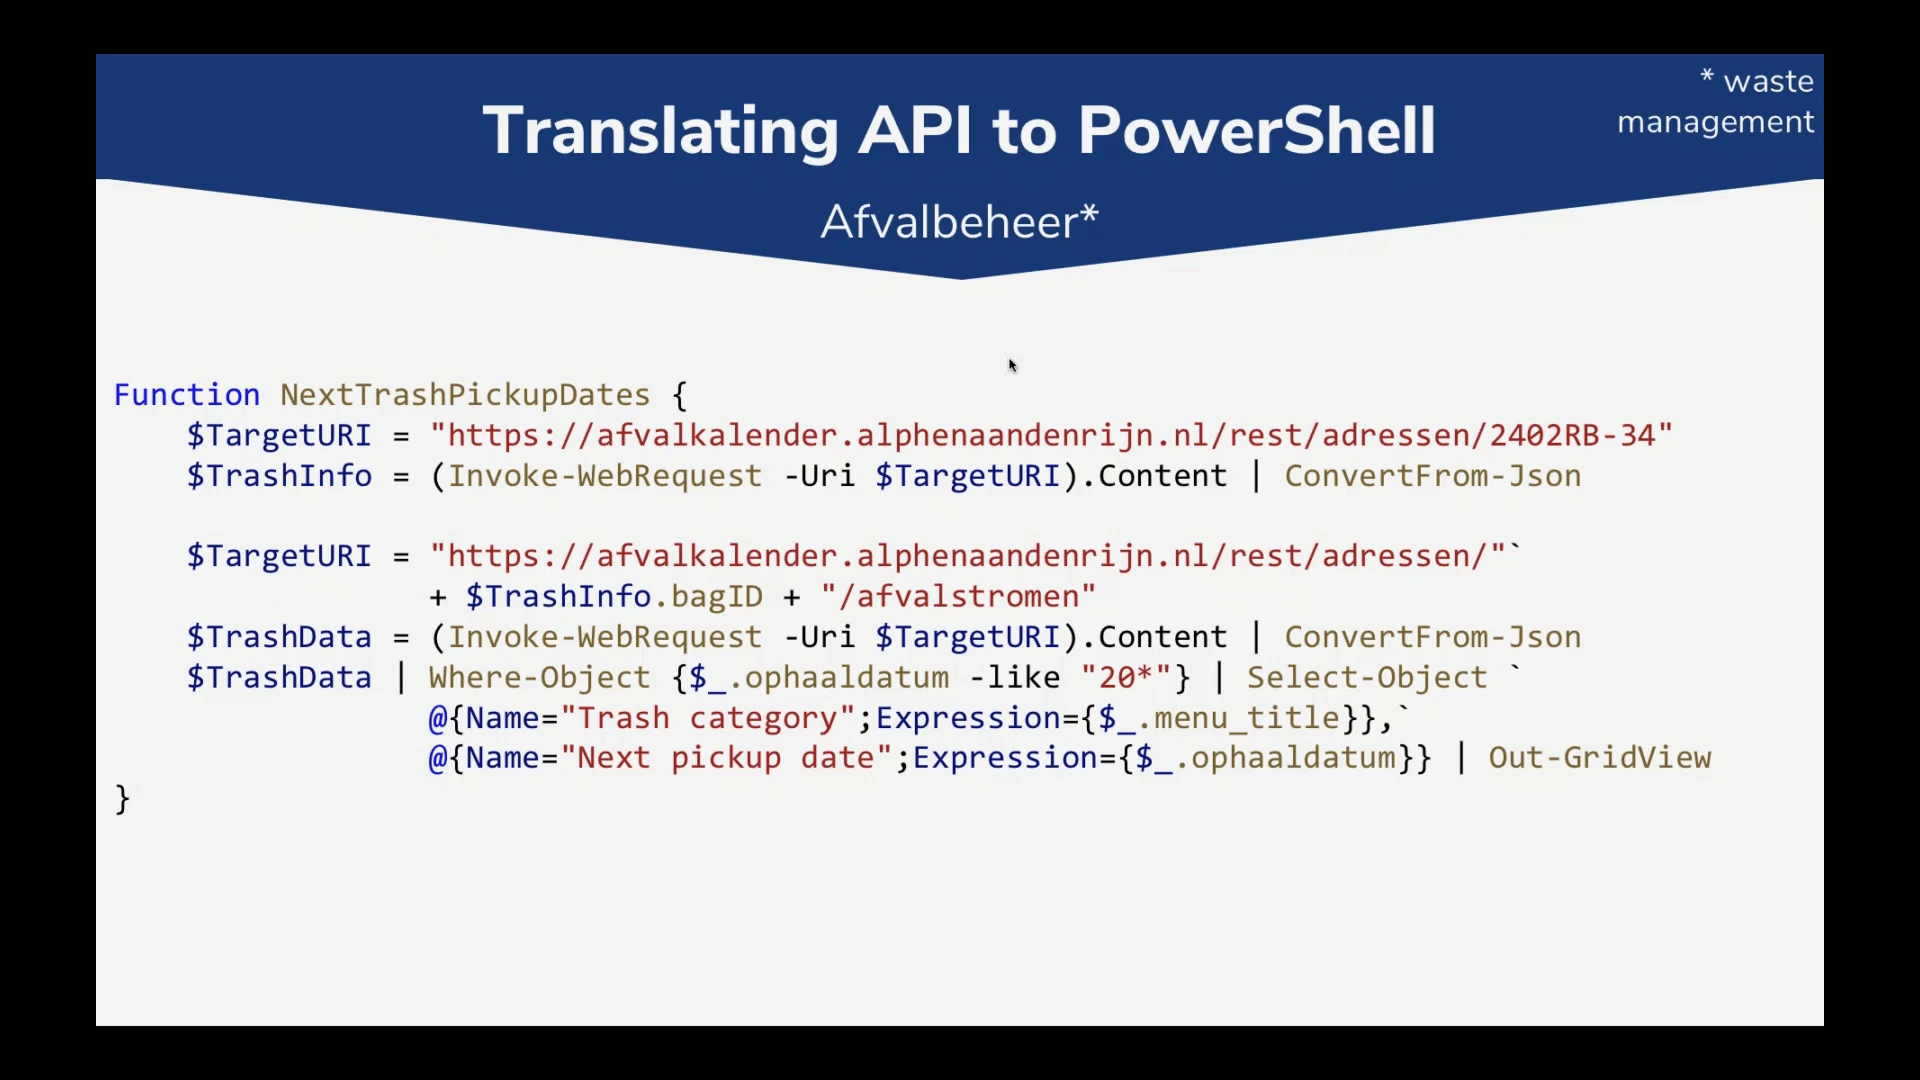 * waste
management
Translating API to PowerShell
Afvalbeheer*
Function NextTrashPickupDates {
    $TargetURI = "https://afvalkalender.alphenaandenrijn.nl/rest/adressen/2402RB-34"
    $TrashInfo = (Invoke-WebRequest -Uri $TargetURI).Content | ConvertFrom-Json
    $TargetURI = "https://afvalkalender.alphenaandenrijn.nl/rest/adressen/"`
                 + $TrashInfo.bagID + "/afvalstromen"
    $TrashData = (Invoke-WebRequest -Uri $TargetURI).Content | ConvertFrom-Json
    $TrashData | Where-Object {$_.ophaaldatum -like "20*"} | Select-Object `
                 @{Name="Trash category";Expression={$_.menu_title}},`
                 @{Name="Next pickup date";Expression={$_.ophaaldatum}} | Out-GridView
}